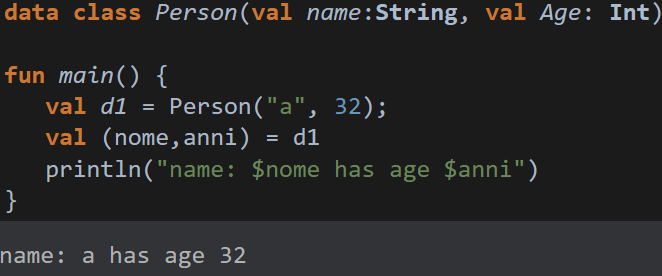 data class Person(val name:String, val Age: Int)
fun main() {
val d1 = Person("a", 32);
val (nome,anni) = d1
println("name: $nome has age $anni")
}
name: a has age 32